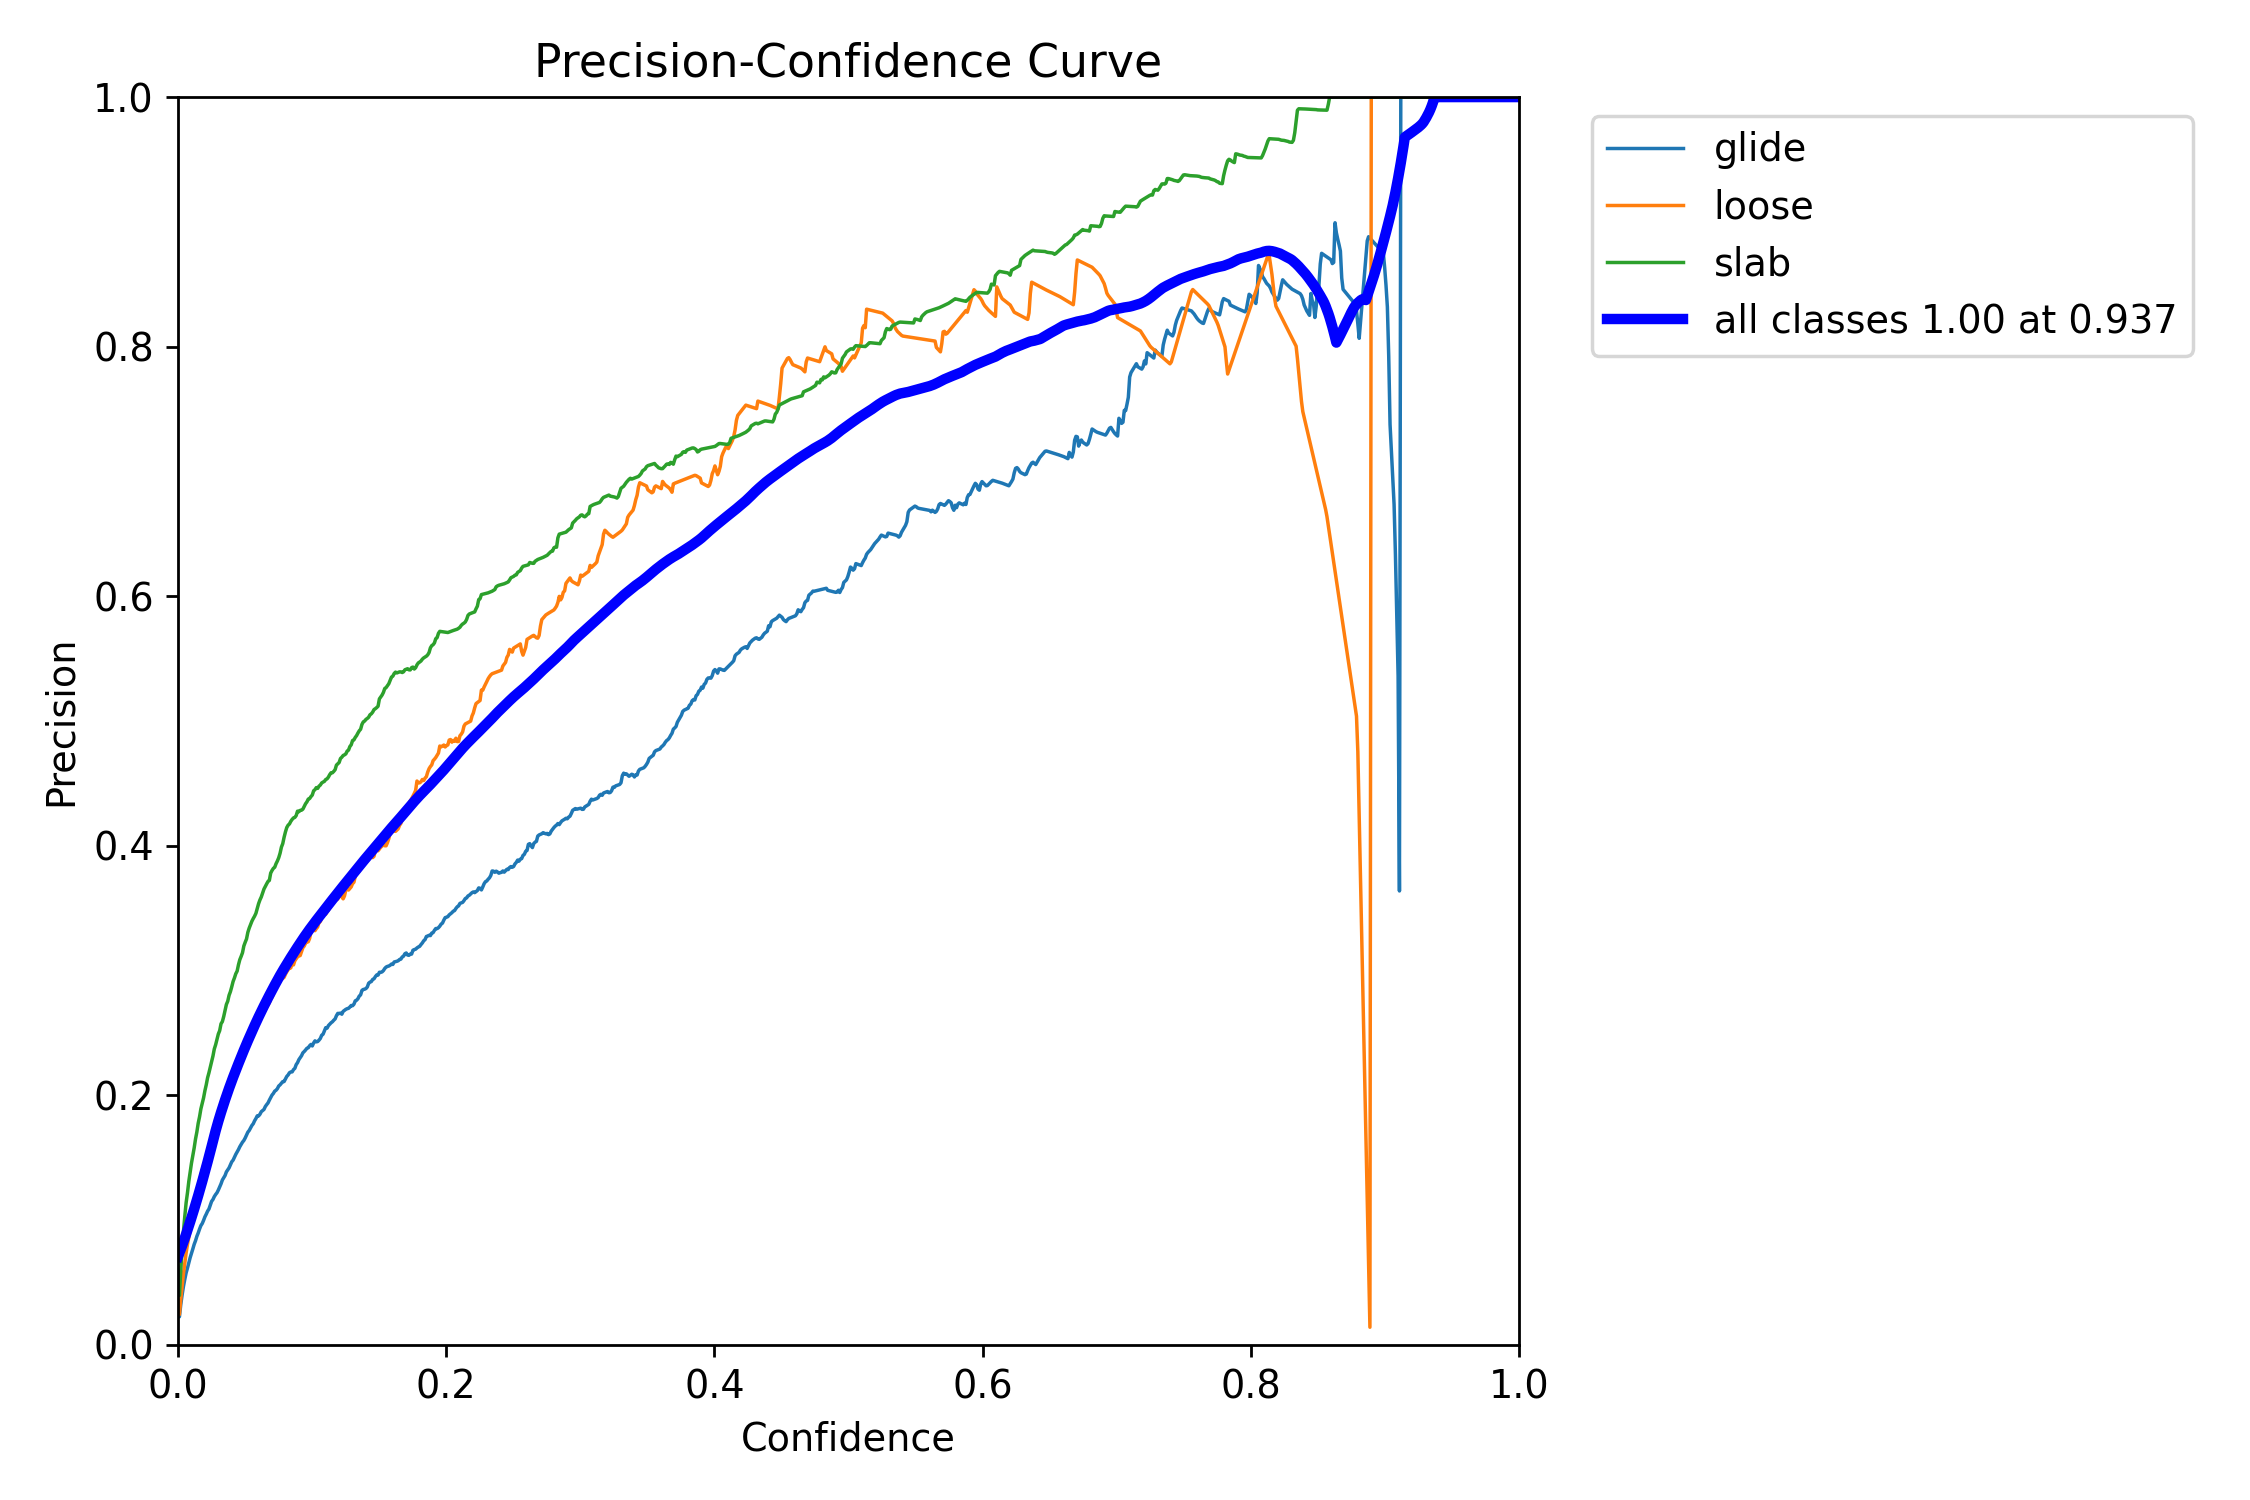 Precision-Confidence Curve
1.0
0.8
0.6
0.4
0.2
0.0
Precision
0.0 0.2 0.4 0.6 0.8 1.0
Confidence
glide
loose
slab
all classes 1.00 at 0.937